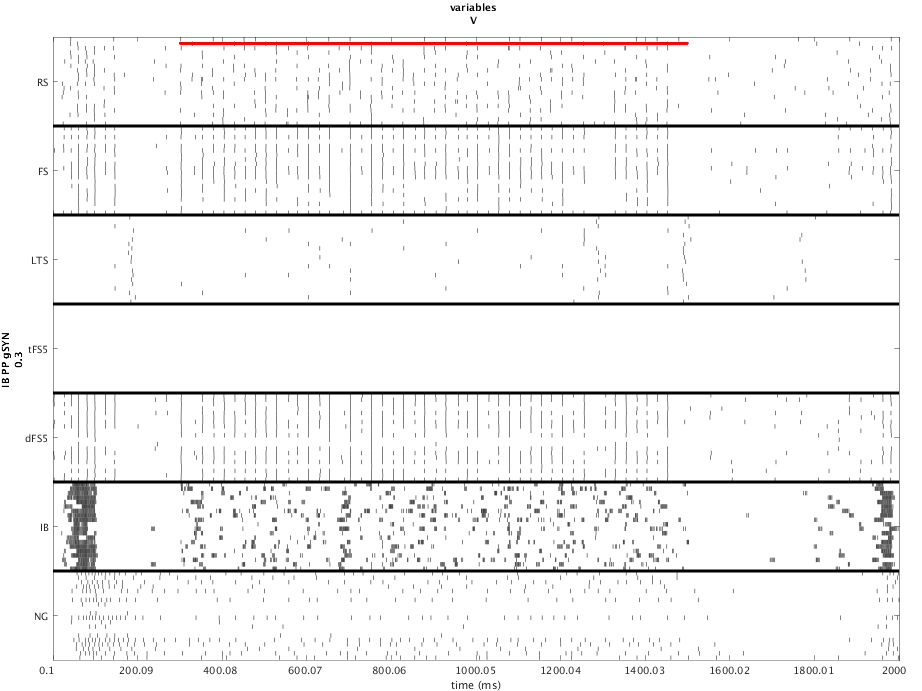 variables
V
RS
FS
LTS
tFS5
dFS5
IB
NG
IB PP gSYN
0.3
0.1 200.09 400.08 600.07 800.06 1000.05 1200.04 1400.03 1600.02 1800.01 2000
time (ms)